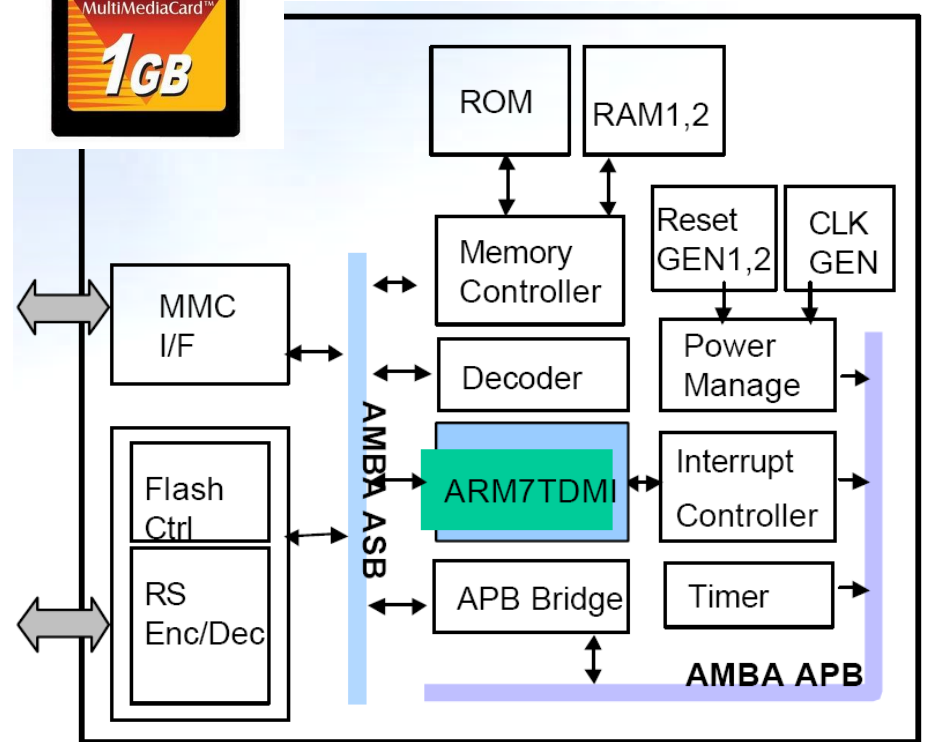 MultiMediaCard™
1GB
ROM
RAM1,2
Reset
GEN1,2
CLK
GEN
Memory
Controller
MMC
I/F
Power
Manage
Decoder
AMBA ASB
Flash
Ctrl
ARM7TDMI
Interrupt
Controller
RS
Enc/Dec
APB Bridge
Timer
AMBA APB